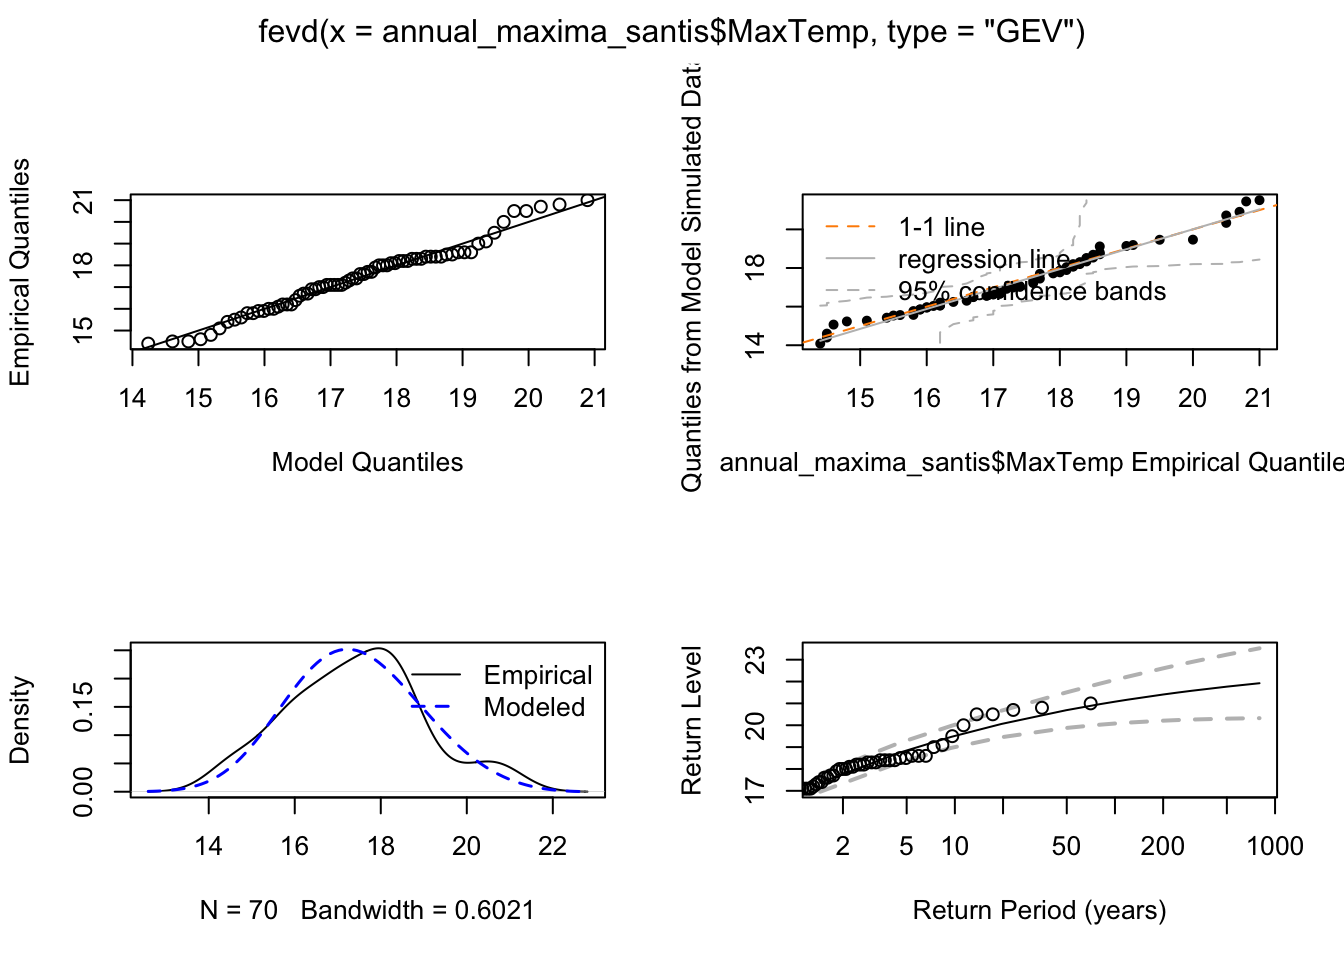 fevd(x = annual_maxima_santis$MaxTemp, type = "GEV")
Empirical Quantiles
15 18 21
14 15 16 17 18 19 20 21
Model Quantiles
Quantiles from Model Simulated Dat
14 18
1-1 line
regression line
95% confidence bands
15 16 17 18 19 20 21
annual_maxima_santis$MaxTemp Empirical Quantile
Density
0.00 0.15
Empirical
Modeled
14 16 18 20 22
N = 70 Bandwidth = 0.6021
Return Level
17 20 23
2 5 10 50 200 1000
Return Period (years)